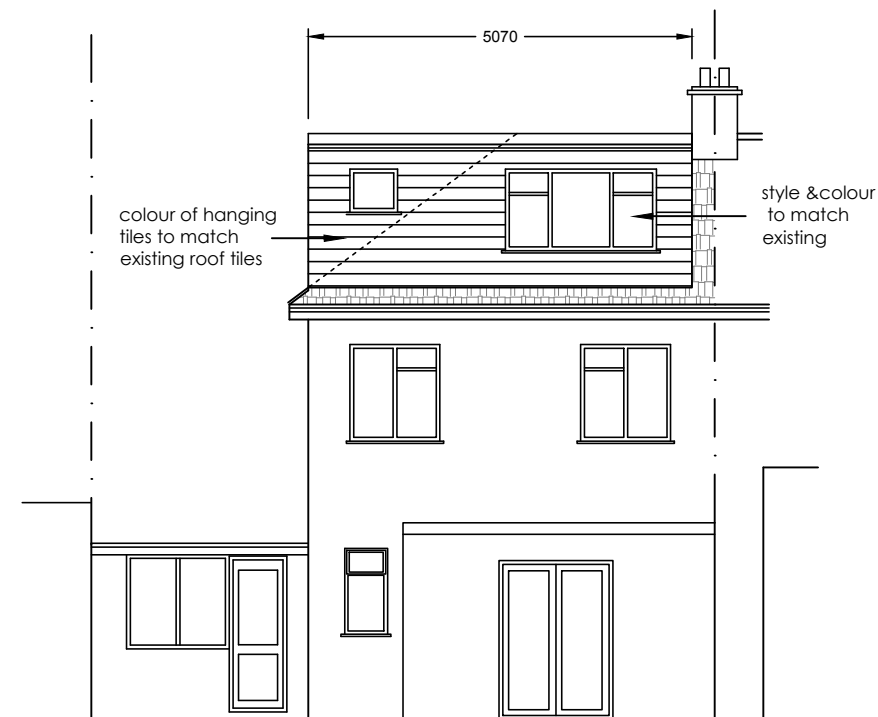 5070
colour of hanging
tiles to match
existing roof tiles
style &colour
to match
existing